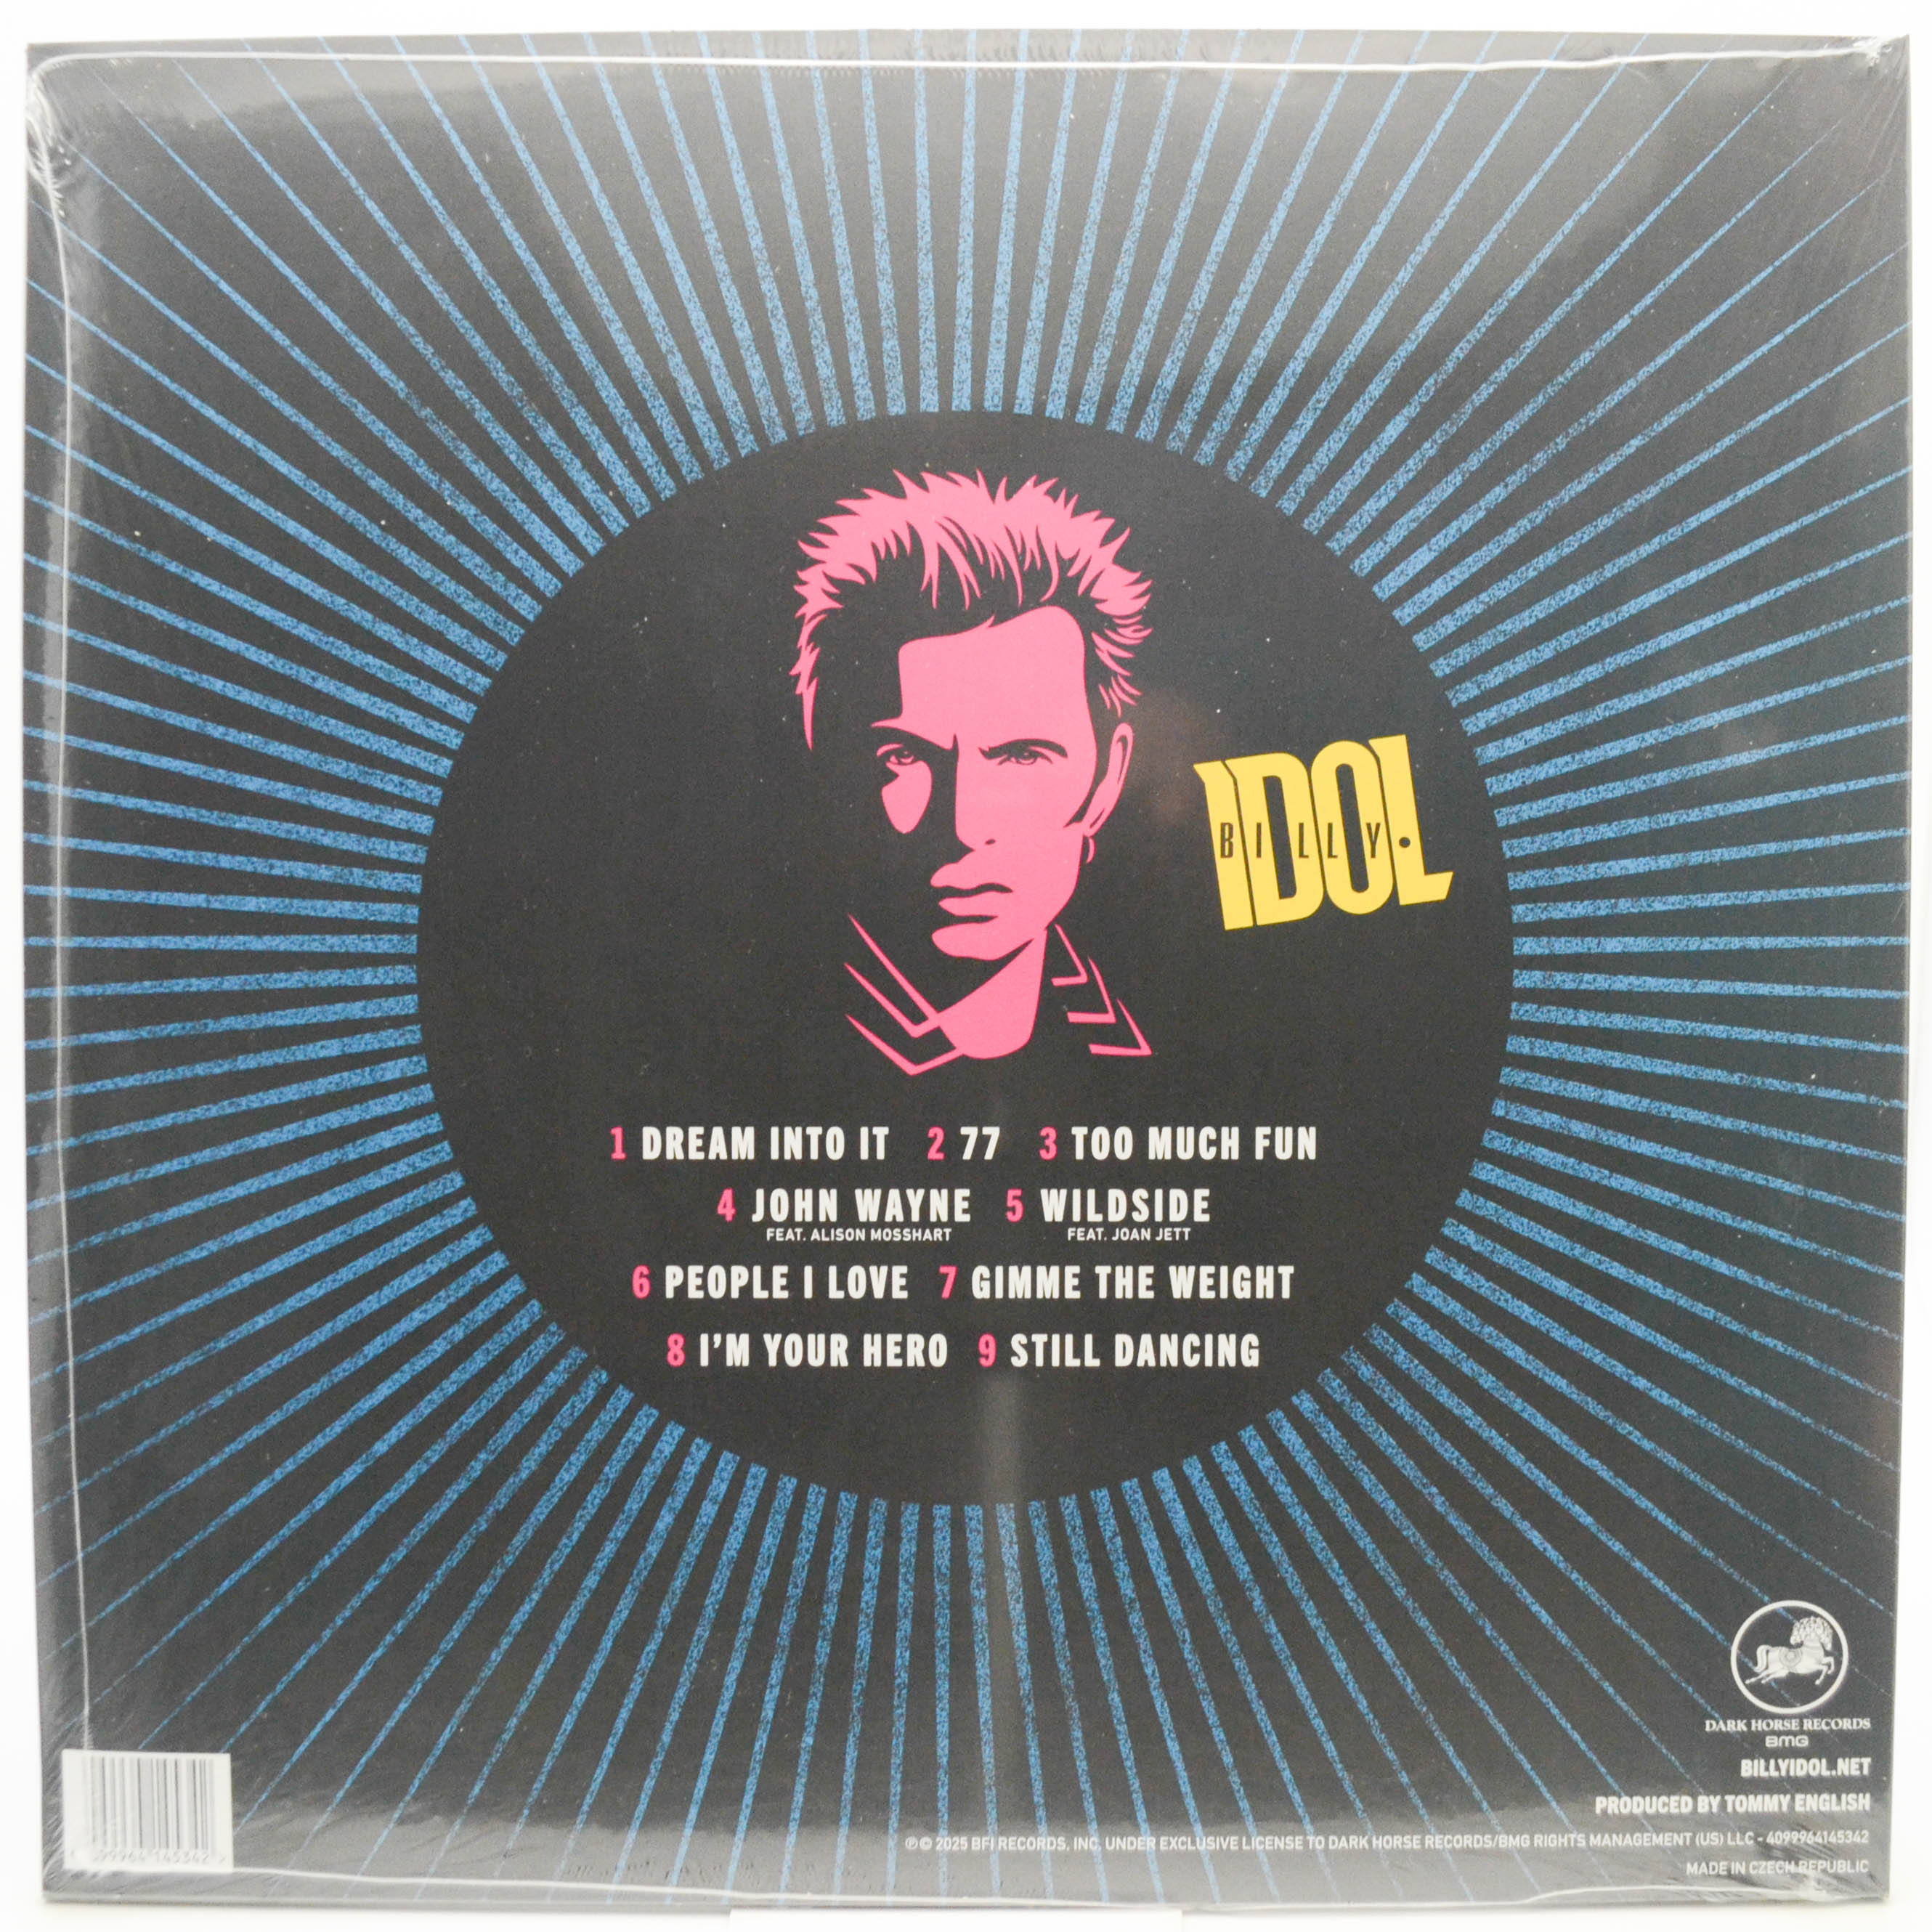 IDOL
BILLY.
1 DREAM INTO IT 2 77 3 TOO MUCH FUN
4 JOHN WAYNE 5 WILDSIDE
FEAT. ALISON MOSSHART FEAT. JOAN JETT
6 PEOPLE I LOVE 7 GIMME THE WEIGHT
8 I'M YOUR HERO 9 STILL DANCING
DARK HORSE RECORDS
BMG
BILLYIDOL.NET
PRODUCED BY TOMMY ENGLISH
℗© 2025 BFI RECORDS, INC. UNDER EXCLUSIVE LICENSE TO DARK HORSE RECORDS/BMG RIGHTS MANAGEMENT (US) LLC - 4099964145342
MADE IN CZECH REPUBLIC